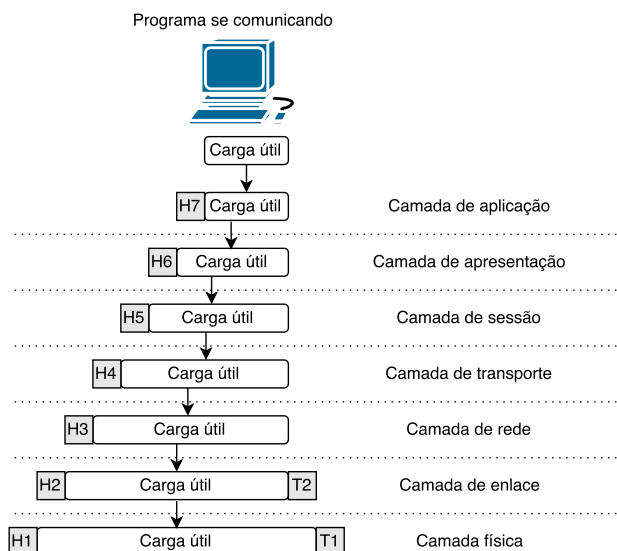 Programa se comunicando
Carga útil
H7 Carga útil Camada de aplicação
H6 Carga útil Camada de apresentação
H5 Carga útil Camada de sessão
H4 Carga útil Camada de transporte
H3 Carga útil Camada de rede
H2 Carga útil T2 Camada de enlace
H1 Carga útil T1 Camada física